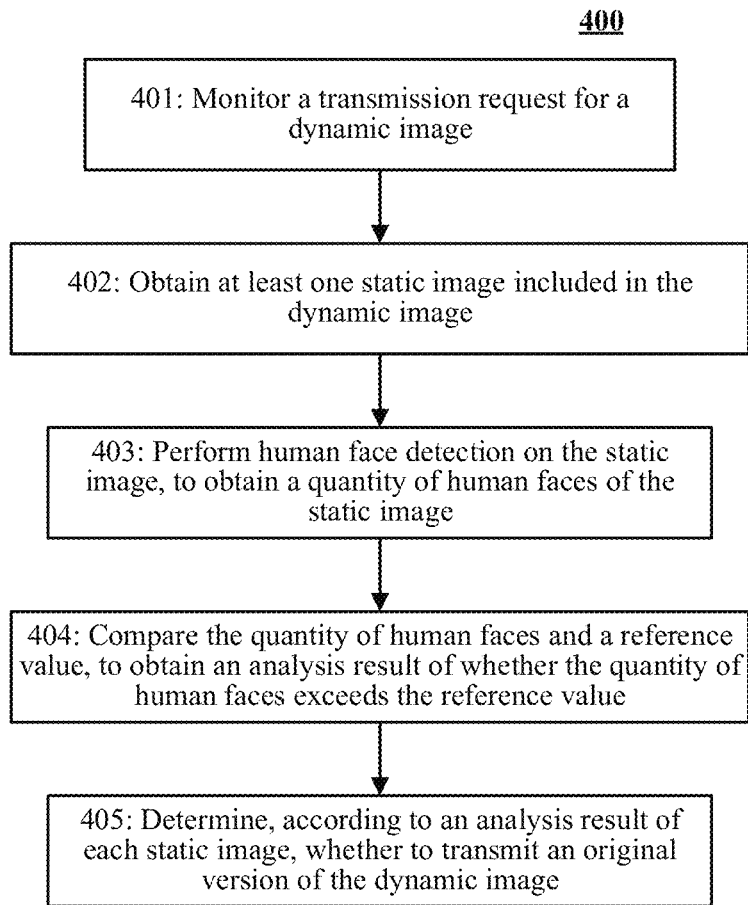 400
401: Monitor a transmission request for a
dynamic image
402: Obtain at least one static image included in the
dynamic image
403: Perform human face detection on the static
image, to obtain a quantity of human faces of the
static image
404: Compare the quantity of human faces and a reference
value, to obtain an analysis result of whether the quantity of
human faces exceeds the reference value
405: Determine, according to an analysis result of
each static image, whether to transmit an original
version of the dynamic image